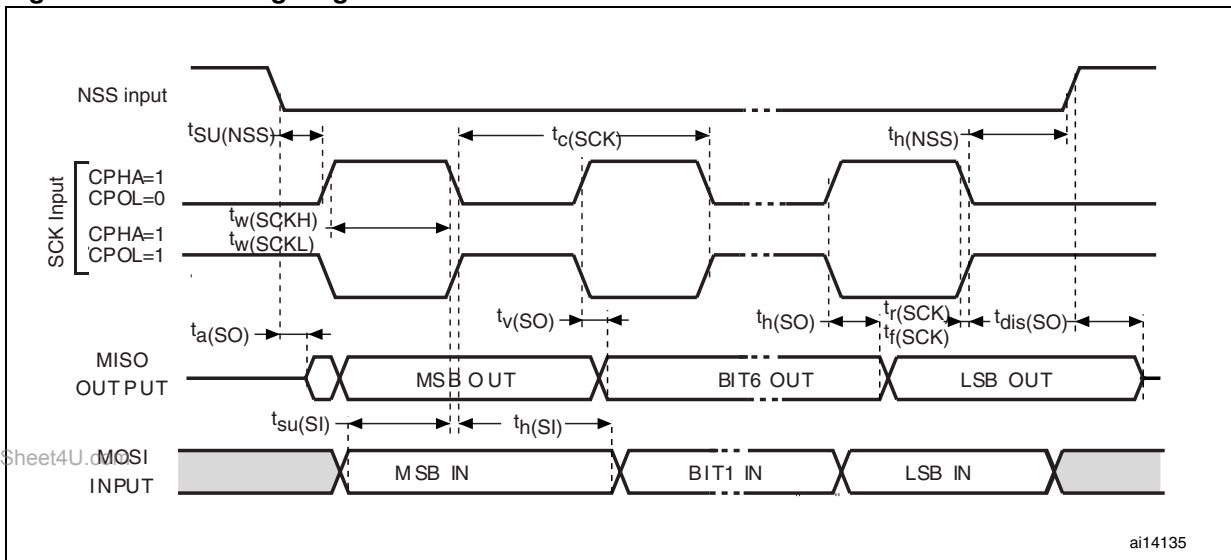 NSS input
tSU(NSS)
tc(SCK)
th(NSS)
SCK Input
CPHA=1
CPOL=0
tw(SCKH)
CPHA=1
tw(SCKL)
CPOL=1
ta(SO)
tv(SO)
th(SO)
tr(SCK)
tf(SCK)
tdis(SO)
MISO
OUTPUT
MSB OUT
BIT6 OUT
LSB OUT
tsu(SI)
th(SI)
MOSI
INPUT
MSB IN
BIT1 IN
LSB IN
ai14135